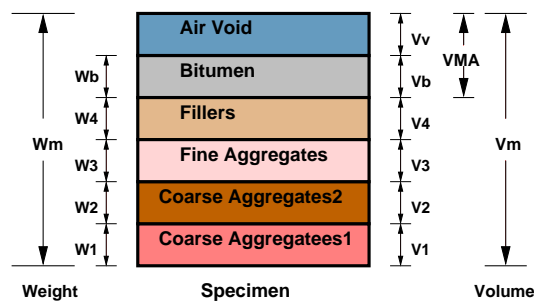 Air Void
Vv
VMA
Wb
Bitumen
Vb
W4
Fillers
V4
Wm
W3
Fine Aggregates
V3
Vm
W2
Coarse Aggregates2
V2
W1
Coarse Aggregatees1
V1
Weight
Specimen
Volume